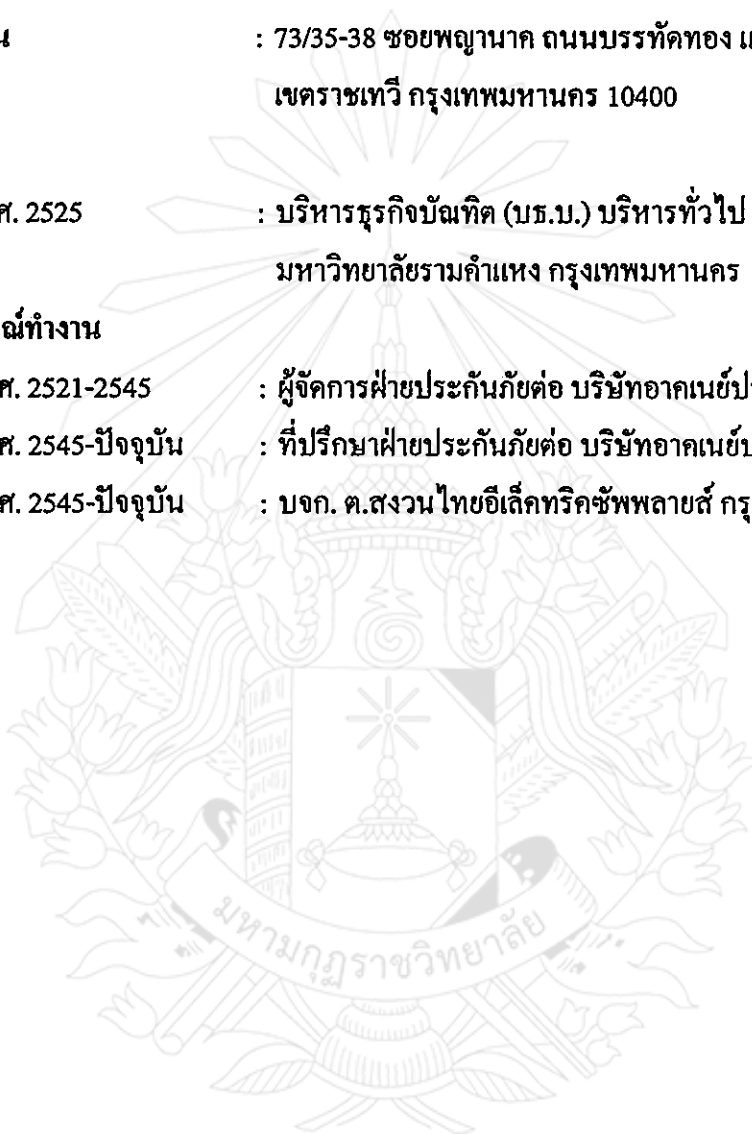 : 73/35-38 ซอยพญานาค ถนนบรรทัดทอง
เขตราชเทวี กรุงเทพมหานคร 10400
ศ. 2525 : บริหารธุรกิจบัณฑิต (บธ.บ.) บริหารทั่วไป
มหาวิทยาลัยรามคำแหง กรุงเทพมหานคร
ณ์ทำงาน
ศ. 2521-2545 : ผู้จัดการฝ่ายประกันภัยต่อ บริษัทอาคเนย์ป
ศ. 2545-ปัจจุบัน : ที่ปรึกษาฝ่ายประกันภัยต่อ บริษัทอาคเนย์
ศ. 2545-ปัจจุบัน : บจก. ต.สงวนไทยอีเล็คทริคซัพพลายส์ กรุ
มหามกุฏราชวิทยาลัย